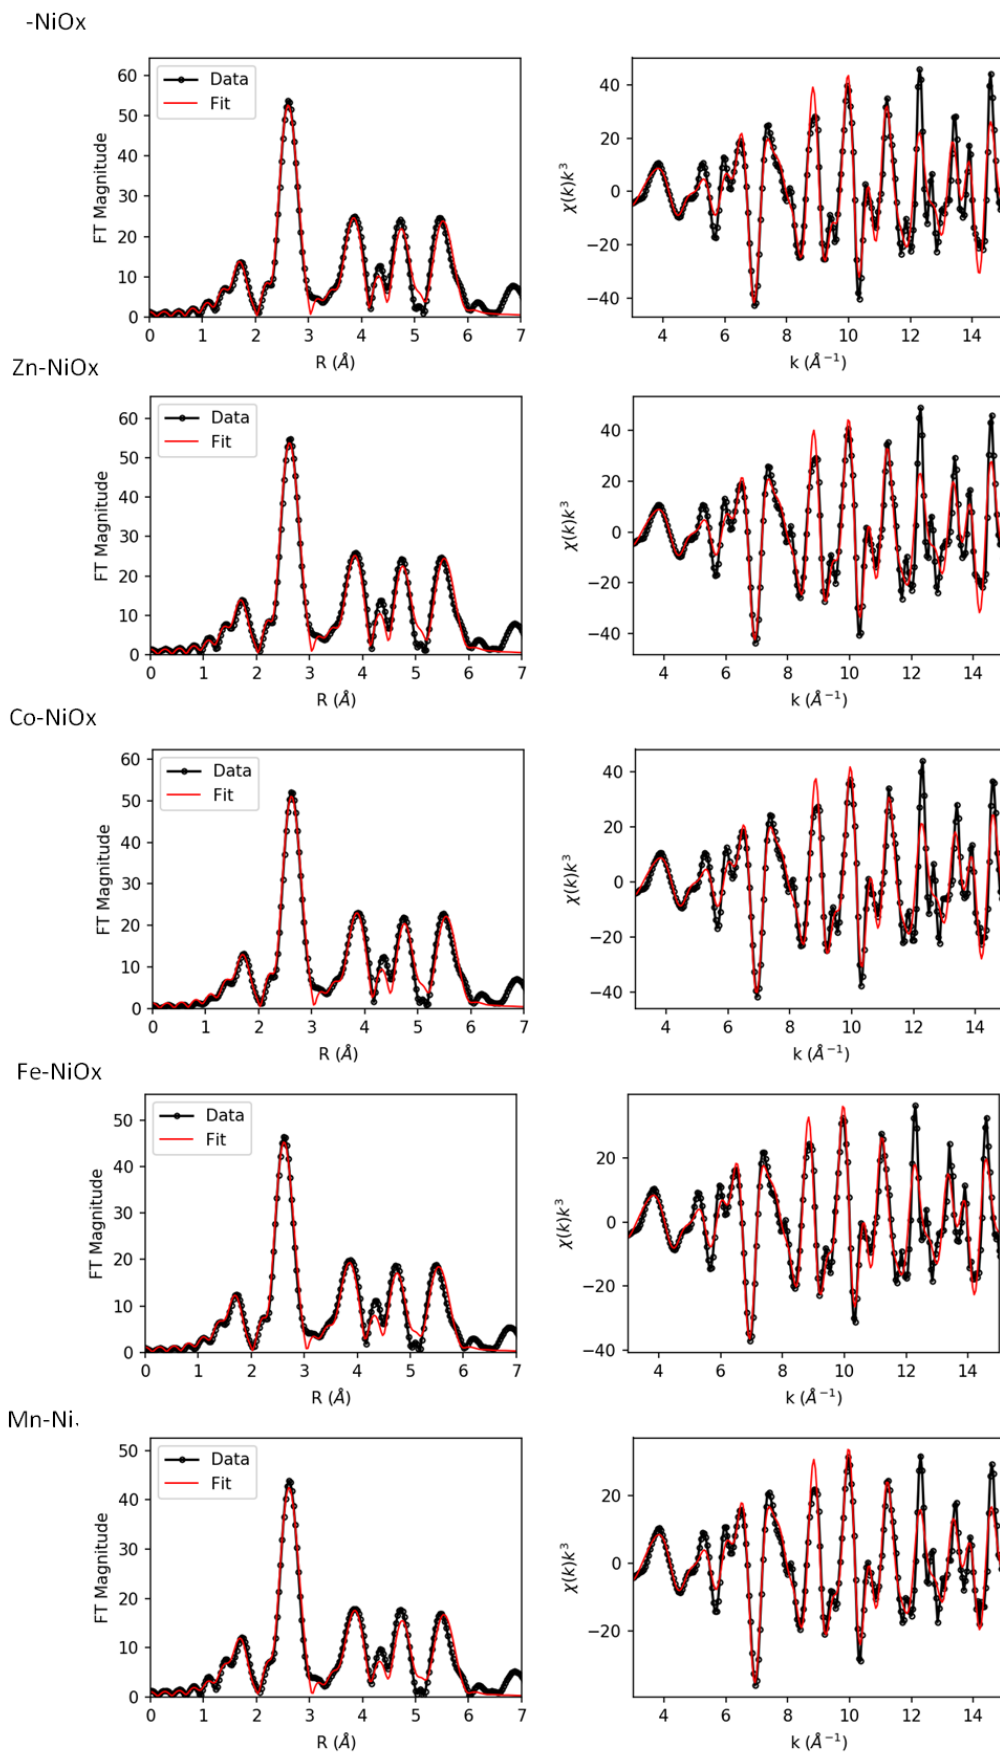 -NiOx
60
50
40
30
20
10
0
FT Magnitude
Data
Fit
0 1 2 3 4 5 6 7
R (Å)
40
20
0
−20
−40
χ(k)k³
4 6 8 10 12 14
k (Å⁻¹)
Zn-NiOx
60
50
40
30
20
10
0
FT Magnitude
Data
Fit
0 1 2 3 4 5 6 7
R (Å)
40
20
0
−20
−40
χ(k)k³
4 6 8 10 12 14
k (Å⁻¹)
Co-NiOx
60
50
40
30
20
10
0
FT Magnitude
Data
Fit
0 1 2 3 4 5 6 7
R (Å)
40
20
0
−20
−40
χ(k)k³
4 6 8 10 12 14
k (Å⁻¹)
Fe-NiOx
50
40
30
20
10
0
FT Magnitude
Data
Fit
0 1 2 3 4 5 6 7
R (Å)
20
0
−20
−40
χ(k)k³
4 6 8 10 12 14
k (Å⁻¹)
Mn-Ni
50
40
30
20
10
0
FT Magnitude
Data
Fit
0 1 2 3 4 5 6 7
R (Å)
20
0
−20
χ(k)k³
4 6 8 10 12 14
k (Å⁻¹)